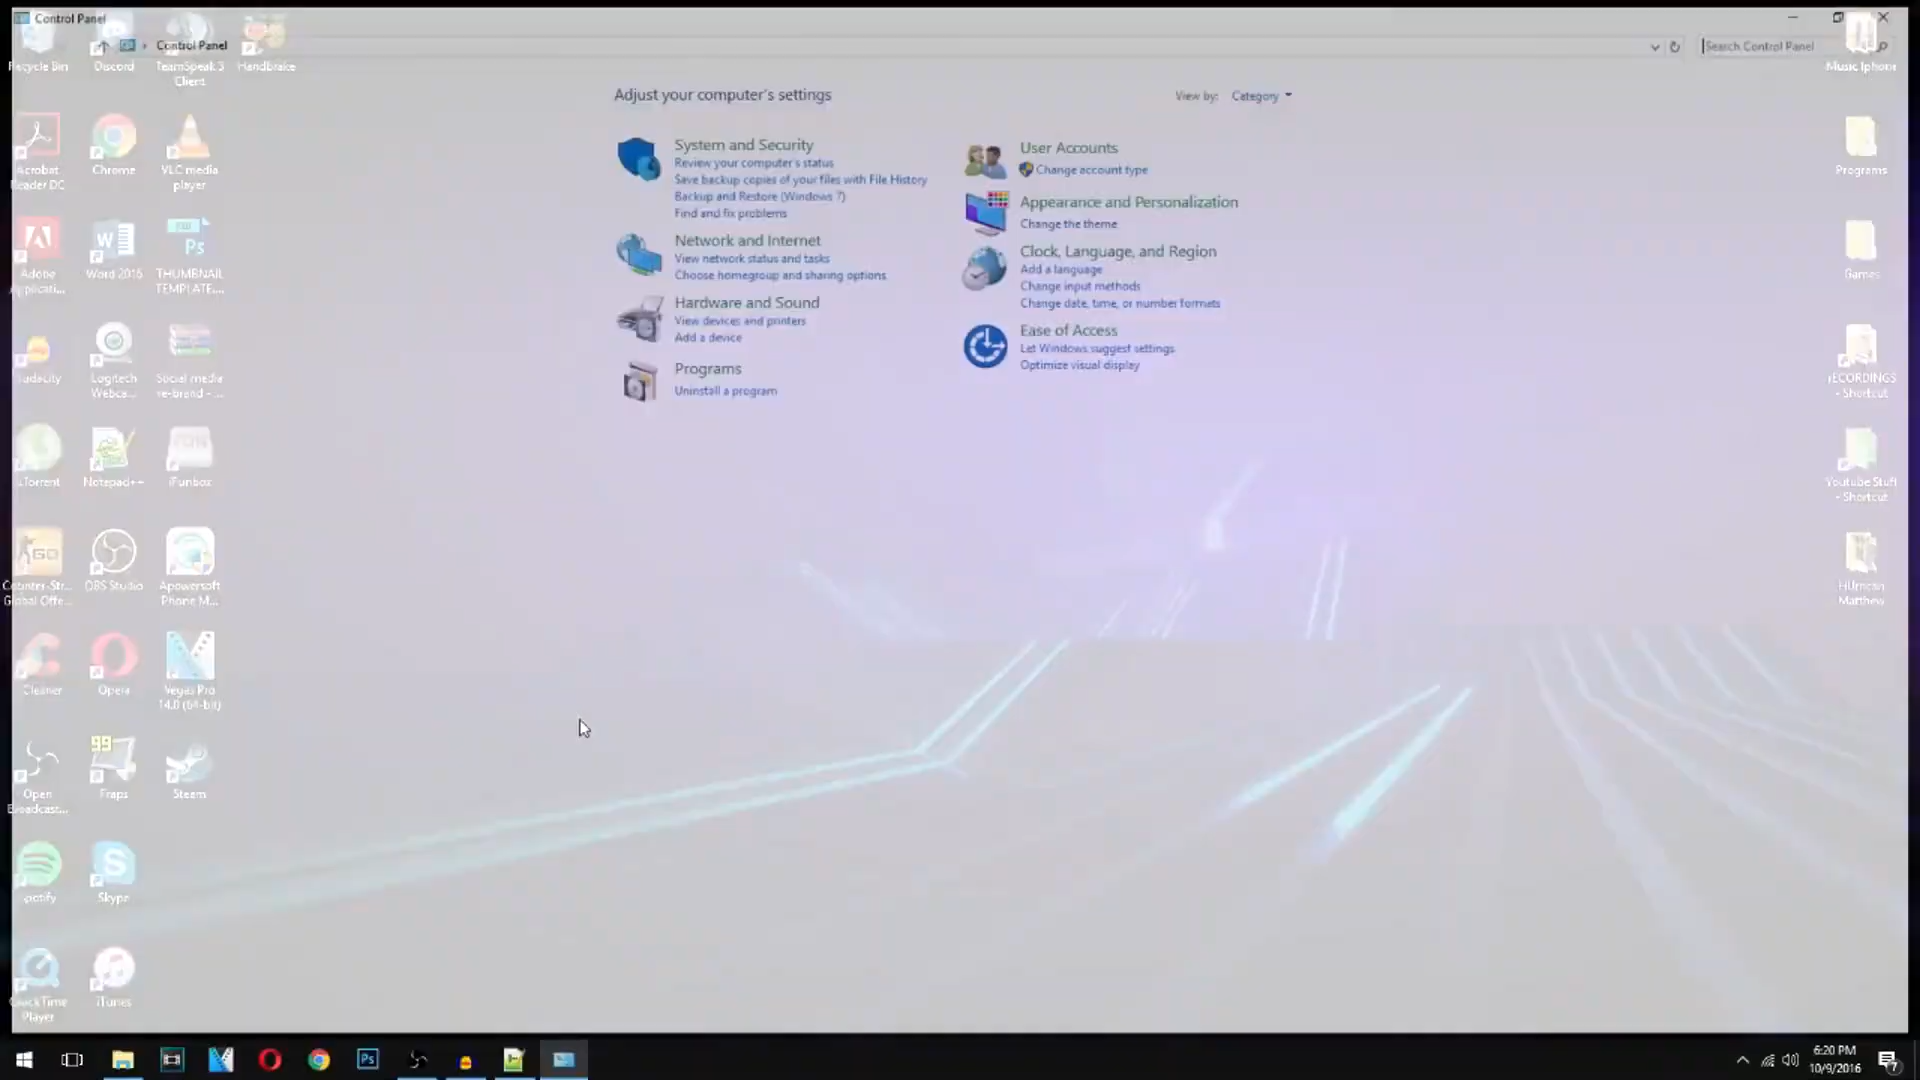 Control Panel
Control Panel
Search Control Panel
Adjust your computer's settings
View by: Category
System and Security
Review your computer's status
Save backup copies of your files with File History
Backup and Restore (Windows 7)
Find and fix problems
Network and Internet
View network status and tasks
Choose homegroup and sharing options
Hardware and Sound
View devices and printers
Add a device
Programs
Uninstall a program
User Accounts
Change account type
Appearance and Personalization
Change the theme
Clock, Language, and Region
Add a language
Change input methods
Change date, time, or number formats
Ease of Access
Let Windows suggest settings
Optimize visual display
Recycle Bin
Discord
TeamSpeak 3
Client
HandBrake
Acrobat
Reader DC
Chrome
VLC media
player
Adobe
Applicati...
Word 2016
THUMBNAIL
TEMPLATE...
Audacity
Logitech
Webca...
Social media
re-brand - ...
uTorrent
Notepad++
iFunbox
Counter-Str...
Global Offe...
OBS Studio
Apowersoft
Phone M...
CCleaner
Opera
Vegas Pro
14.0 (64-bit)
Open
Broadcast...
99
Fraps
Steam
Spotify
Skype
QuickTime
Player
iTunes
Music Iphone
Programs
Games
rECORDINGS
- Shortcut
Youtube Stuff
- Shortcut
HUmcan
Matthew
Ps
6:20 PM
10/9/2016
7